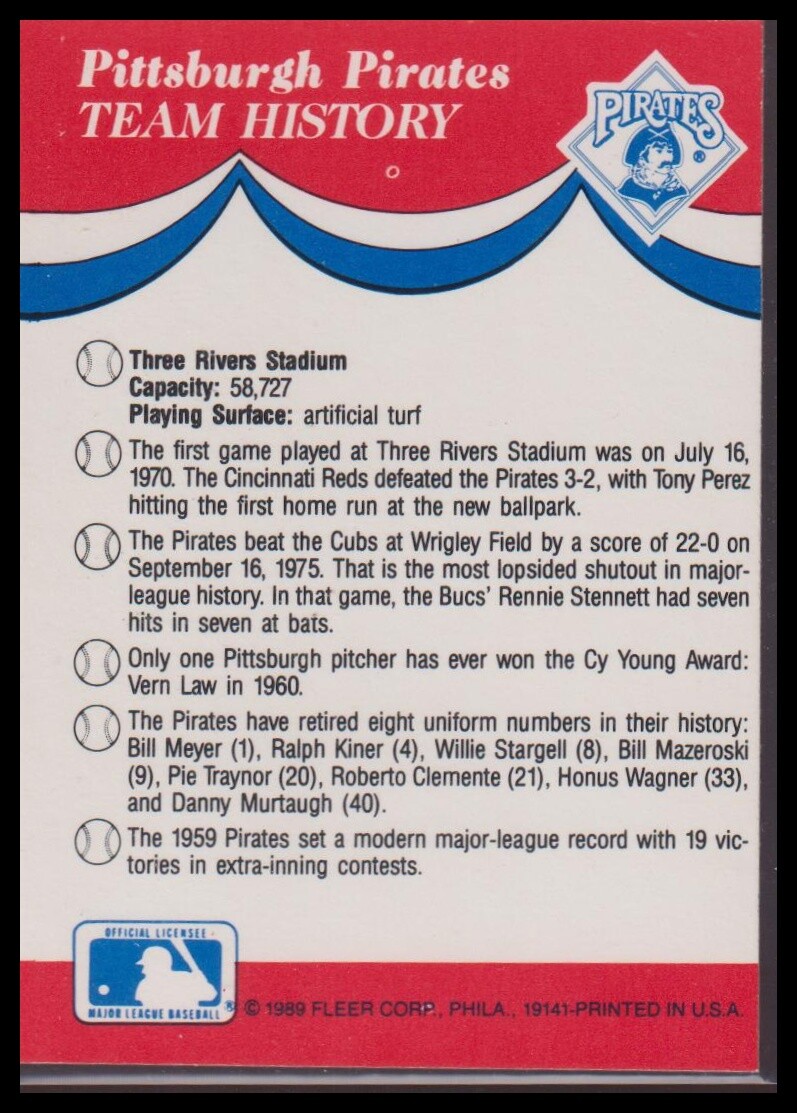 Pittsburgh Pirates
TEAM HISTORY
PIRATES
®
Three Rivers Stadium
Capacity: 58,727
Playing Surface: artificial turf
The first game played at Three Rivers Stadium was on July 16,
1970. The Cincinnati Reds defeated the Pirates 3-2, with Tony Perez
hitting the first home run at the new ballpark.
The Pirates beat the Cubs at Wrigley Field by a score of 22-0 on
September 16, 1975. That is the most lopsided shutout in major-
league history. In that game, the Bucs' Rennie Stennett had seven
hits in seven at bats.
Only one Pittsburgh pitcher has ever won the Cy Young Award:
Vern Law in 1960.
The Pirates have retired eight uniform numbers in their history:
Bill Meyer (1), Ralph Kiner (4), Willie Stargell (8), Bill Mazeroski
(9), Pie Traynor (20), Roberto Clemente (21), Honus Wagner (33),
and Danny Murtaugh (40).
The 1959 Pirates set a modern major-league record with 19 vic-
tories in extra-inning contests.
OFFICIAL LICENSEE
MAJOR LEAGUE BASEBALL ®
© 1989 FLEER CORP., PHILA., 19141-PRINTED IN U.S.A.